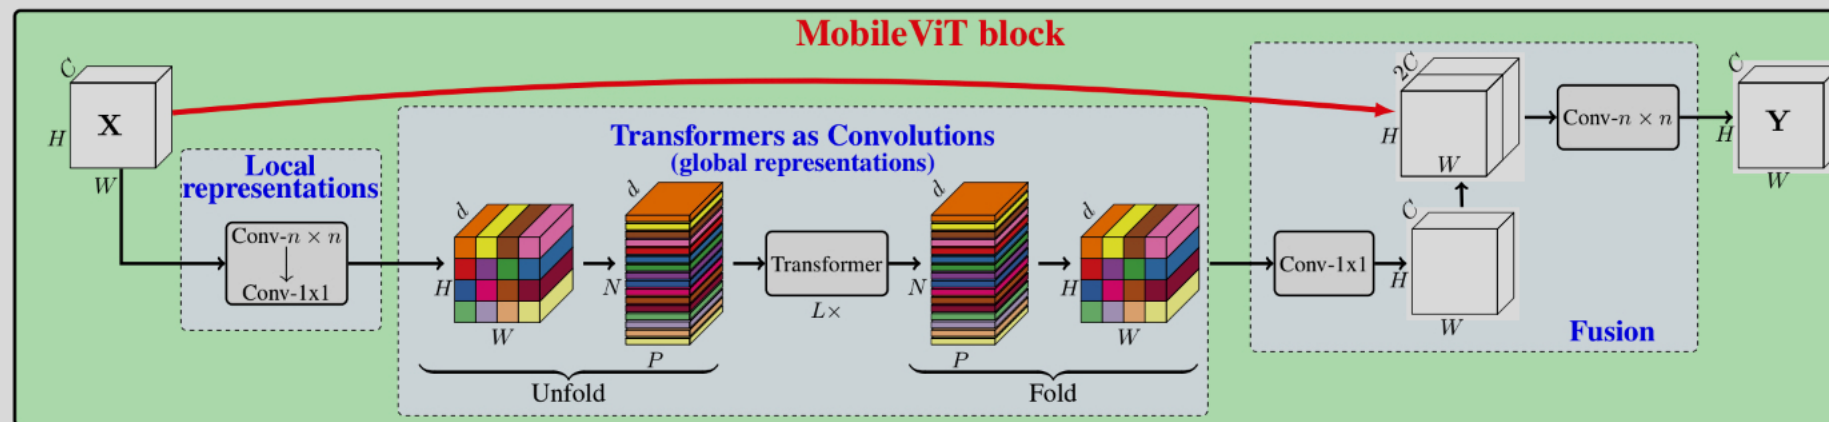 MobileViT block
C
X
H
W
Local
representations
Conv-n × n
Conv-1x1
Transformers as Convolutions
(global representations)
d
H
W
d
N
P
Unfold
Transformer
L×
d
N
P
d
H
W
Fold
Conv-1x1
C
H
W
2C
H
W
Conv-n × n
Fusion
C
H
Y
W